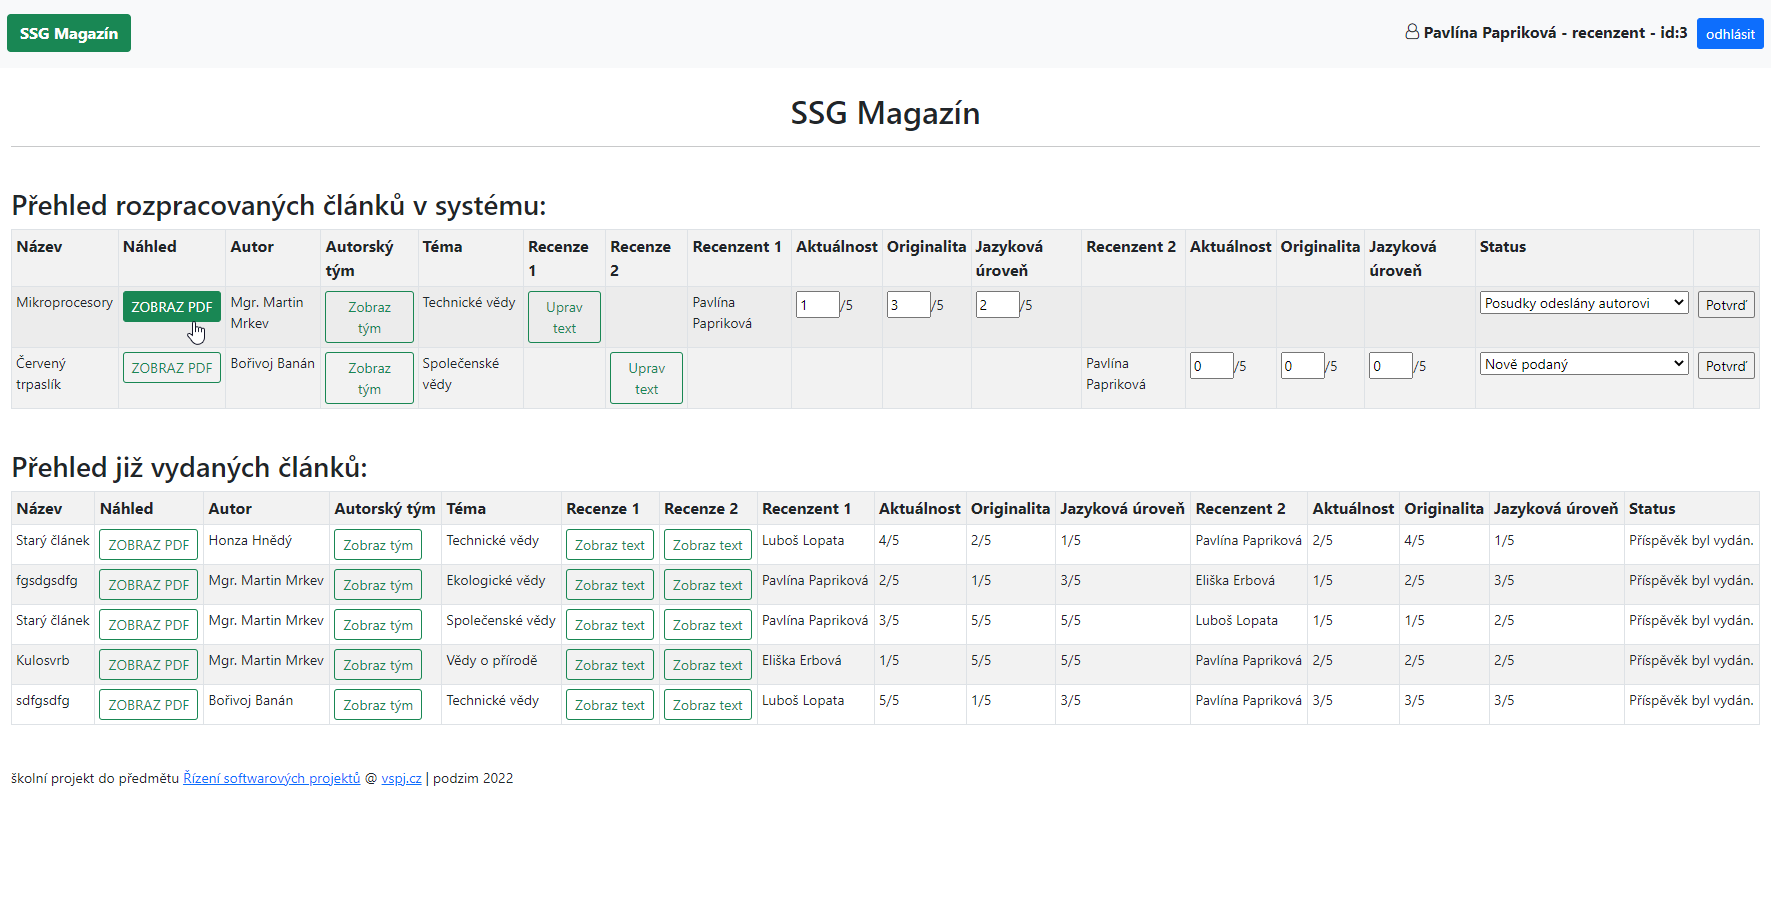 SSG Magazín
Pavlína Papriková - recenzent - id:3 odhlásit
SSG Magazín
Přehled rozpracovaných článků v systému:
Název Náhled Autor Autorský tým Téma Recenze 1 Recenze 2 Recenzent 1 Aktuálnost Originalita Jazyková úroveň Recenzent 2 Aktuálnost Originalita Jazyková úroveň Status
Mikroprocesory ZOBRAZ PDF Mgr. Martin Mrkev Zobraz tým Technické vědy Uprav text Pavlína Papriková 1 /5 3 /5 2 /5 Posudky odeslány autorovi Potvrď
Červený trpaslík ZOBRAZ PDF Bořivoj Banán Zobraz tým Společenské vědy Uprav text Pavlína Papriková 0 /5 0 /5 0 /5 Nově podaný Potvrď
Přehled již vydaných článků:
Název Náhled Autor Autorský tým Téma Recenze 1 Recenze 2 Recenzent 1 Aktuálnost Originalita Jazyková úroveň Recenzent 2 Aktuálnost Originalita Jazyková úroveň Status
Starý článek ZOBRAZ PDF Honza Hnědý Zobraz tým Technické vědy Zobraz text Zobraz text Luboš Lopata 4/5 2/5 1/5 Pavlína Papriková 2/5 4/5 1/5 Příspěvek byl vydán.
fgsdgsdfg ZOBRAZ PDF Mgr. Martin Mrkev Zobraz tým Ekologické vědy Zobraz text Zobraz text Pavlína Papriková 2/5 1/5 3/5 Eliška Erbová 1/5 2/5 3/5 Příspěvek byl vydán.
Starý článek ZOBRAZ PDF Mgr. Martin Mrkev Zobraz tým Společenské vědy Zobraz text Zobraz text Pavlína Papriková 3/5 5/5 5/5 Luboš Lopata 1/5 1/5 2/5 Příspěvek byl vydán.
Kulosvrb ZOBRAZ PDF Mgr. Martin Mrkev Zobraz tým Vědy o přírodě Zobraz text Zobraz text Eliška Erbová 1/5 5/5 5/5 Pavlína Papriková 2/5 2/5 2/5 Příspěvek byl vydán.
sdfgsdfg ZOBRAZ PDF Bořivoj Banán Zobraz tým Technické vědy Zobraz text Zobraz text Luboš Lopata 5/5 1/5 3/5 Pavlína Papriková 3/5 3/5 3/5 Příspěvek byl vydán.
školní projekt do předmětu Řízení softwarových projektů @ vspj.cz | podzim 2022